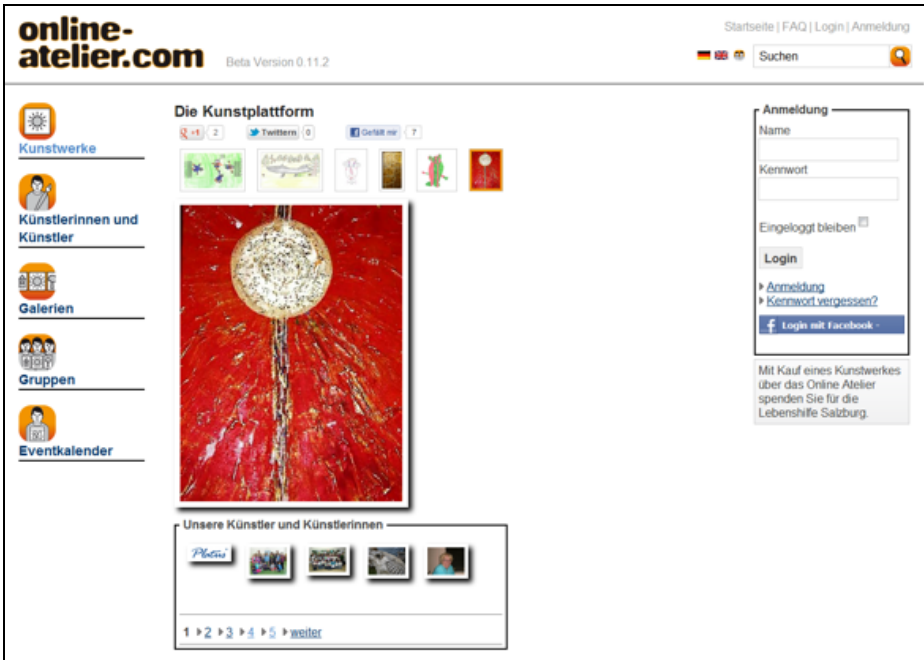 online-
atelier.com
Beta Version 0.11.2
Startseite | FAQ | Login | Anmeldung
Suchen
Kunstwerke
Künstlerinnen und
Künstler
Galerien
Gruppen
Eventkalender
Die Kunstplattform
+1 2
Twittern 0
Gefällt mir 7
Unsere Künstler und Künstlerinnen
Platus
1 2 3 4 5 weiter
Anmeldung
Name
Kennwort
Eingeloggt bleiben
Login
Anmeldung
Kennwort vergessen?
Login mit Facebook -
Mit Kauf eines Kunstwerkes
über das Online Atelier
spenden Sie für die
Lebenshilfe Salzburg.